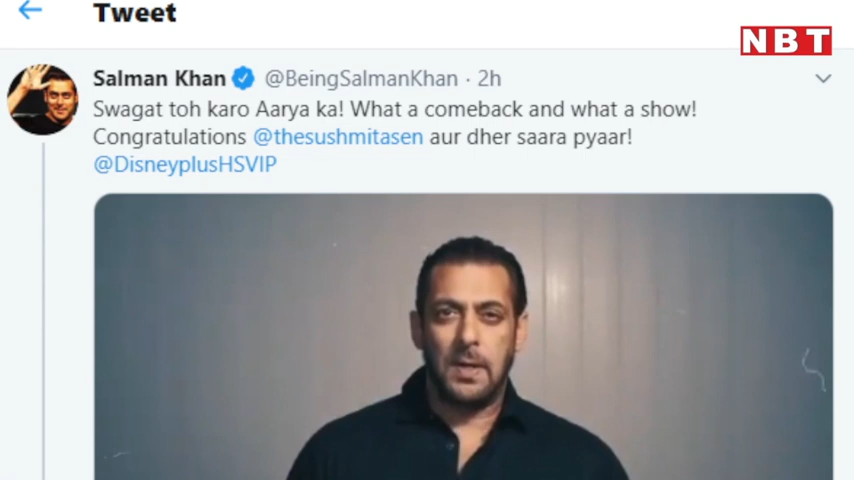 Tweet
NBT
Salman Khan @BeingSalmanKhan · 2h
Swagat toh karo Aarya ka! What a comeback and what a show!
Congratulations @thesushmitasen aur dher saara pyaar!
@DisneyplusHSVIP